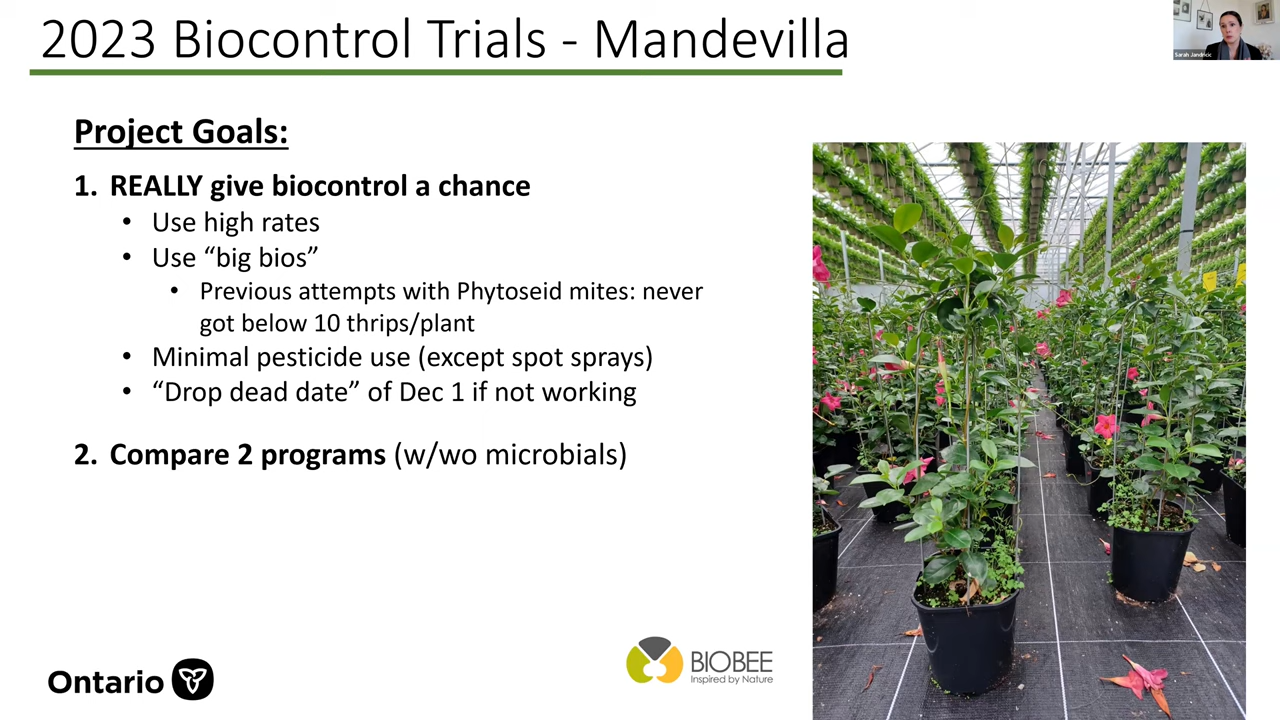 2023 Biocontrol Trials - Mandevilla
Sarah Jandricic
Project Goals:
1. REALLY give biocontrol a chance
• Use high rates
• Use “big bios”
• Previous attempts with Phytoseid mites: never
got below 10 thrips/plant
• Minimal pesticide use (except spot sprays)
• “Drop dead date” of Dec 1 if not working
2. Compare 2 programs (w/wo microbials)
Ontario
BIOBEE
Inspired by Nature